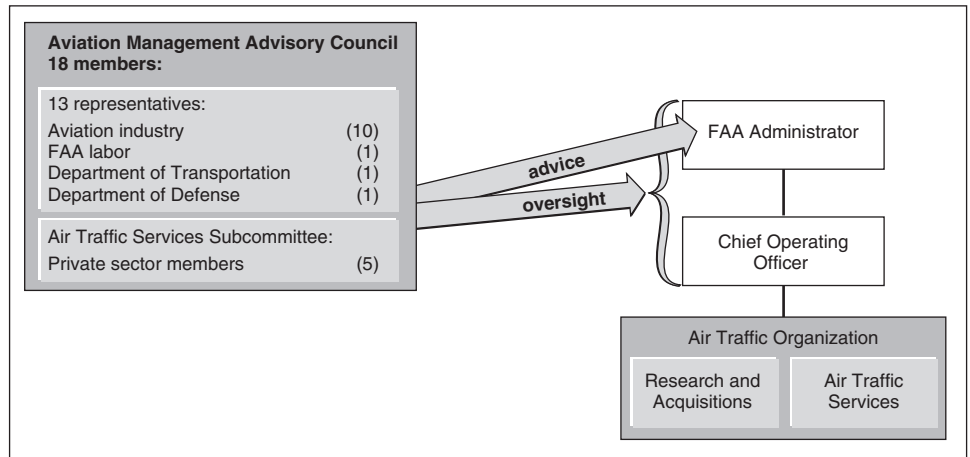 Aviation Management Advisory Council
18 members:
13 representatives:
Aviation industry (10)
FAA labor (1)
Department of Transportation (1)
Department of Defense (1)
Air Traffic Services Subcommittee:
Private sector members (5)
advice
oversight
FAA Administrator
Chief Operating
Officer
Air Traffic Organization
Research and
Acquisitions
Air Traffic
Services